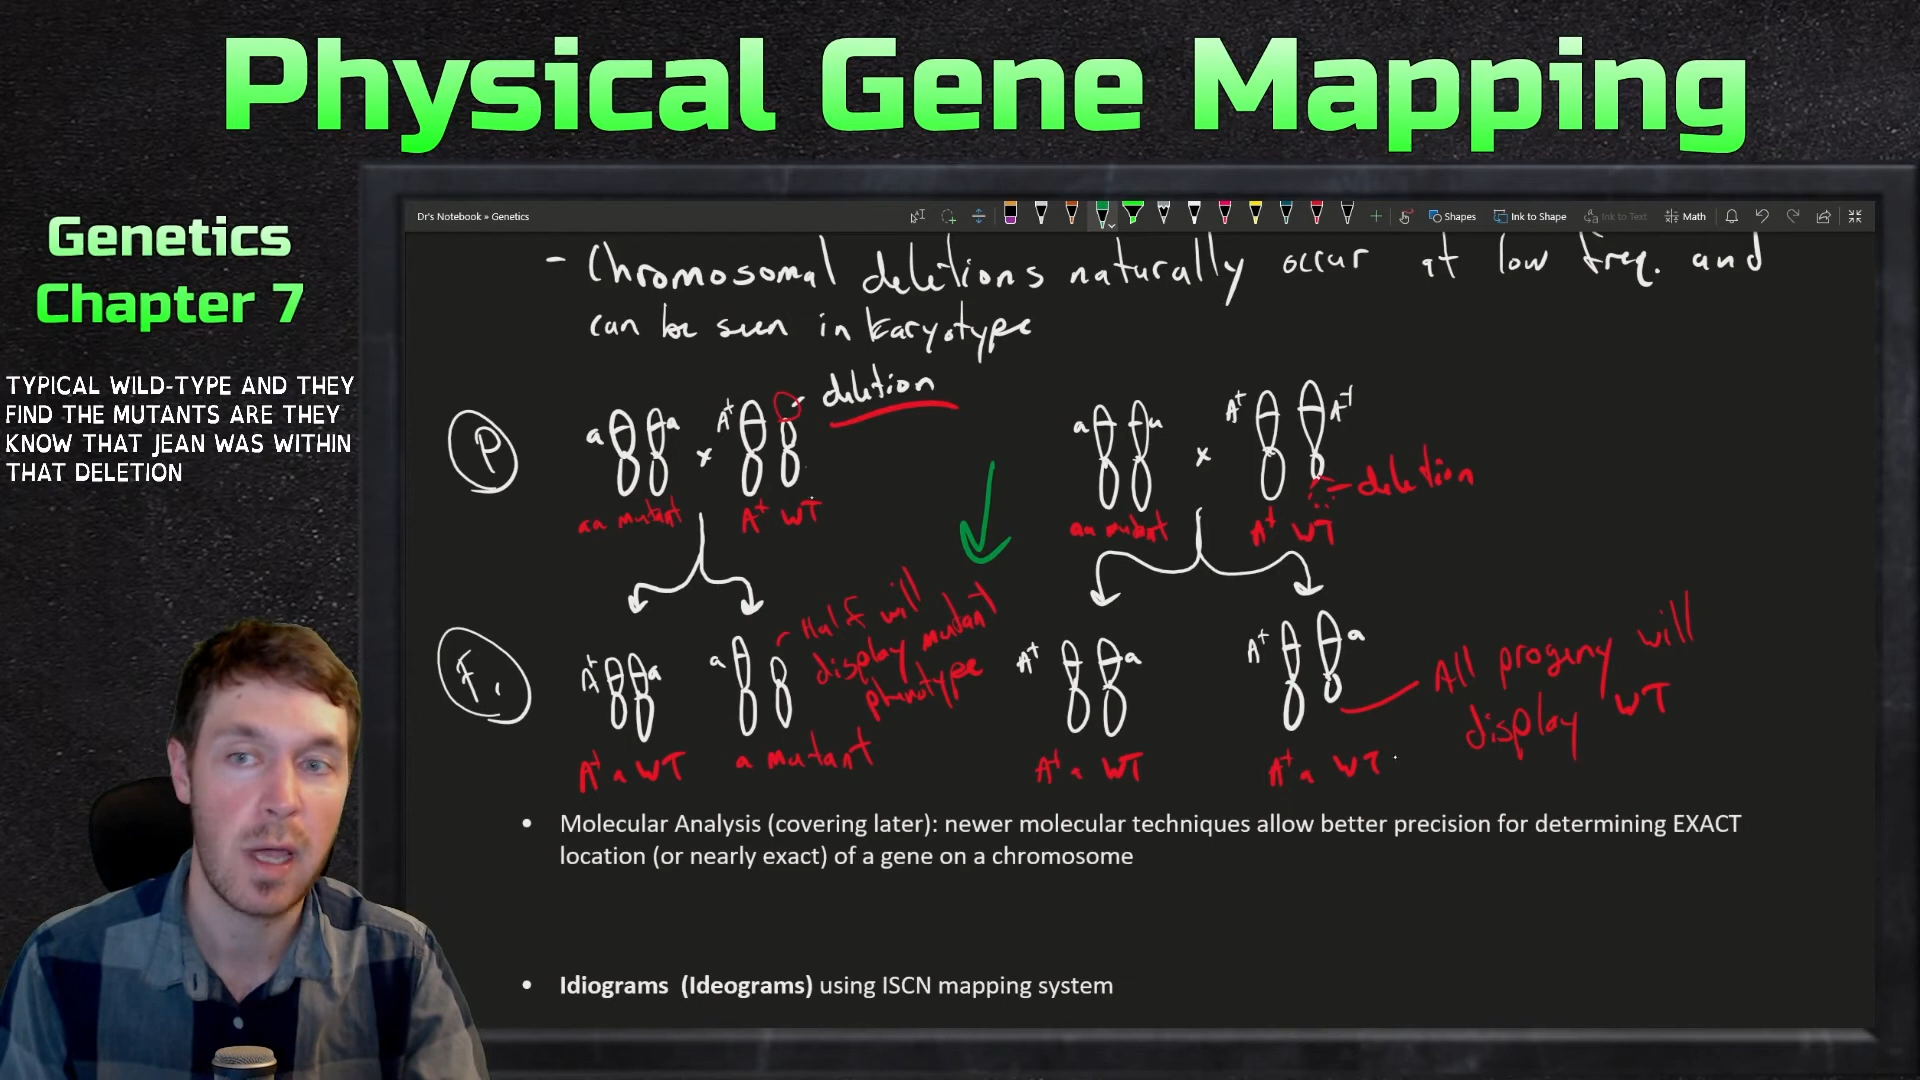 Physical Gene Mapping
Genetics
Chapter 7
TYPICAL WILD-TYPE AND THEY
FIND THE MUTANTS ARE THEY
KNOW THAT JEAN WAS WITHIN
THAT DELETION
Dr's Notebook » Genetics
Shapes
Ink to Shape
Ink to Text
Math
- Chromosomal deletions naturally occur at low freq. and
can be seen in karyotype
deletion
P
a a x A+
aa mutant
A+ WT
a a x A+ A+
deletion
aa mutant
A+ WT
F1
A+ a
a
Half will
display mutant
phenotype
A+ a WT
a mutant
A+ a
A+ a
All progeny will
display WT
A+ a WT
A+ a WT
• Molecular Analysis (covering later): newer molecular techniques allow better precision for determining EXACT
location (or nearly exact) of a gene on a chromosome
• Idiograms (Ideograms) using ISCN mapping system